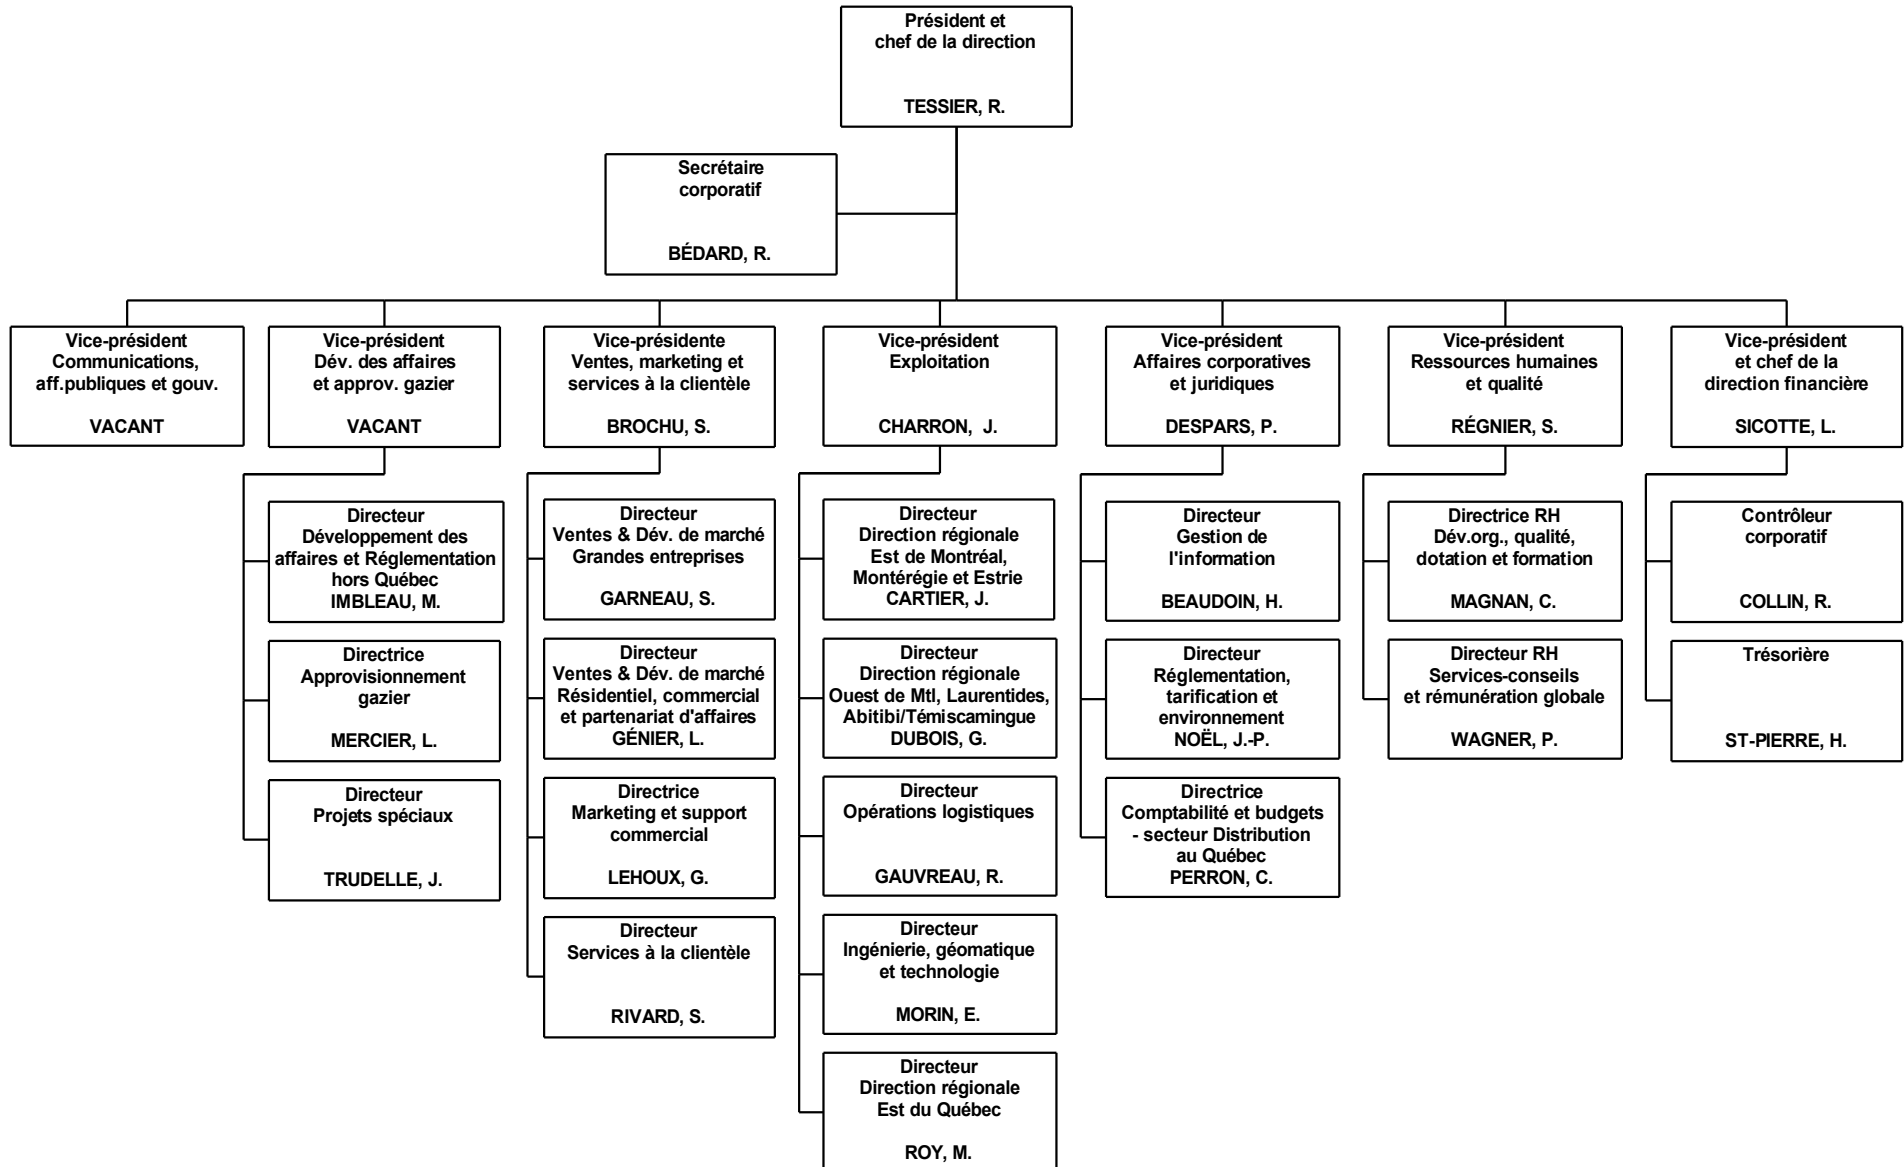 Président et
chef de la direction
TESSIER, R.
Secrétaire
corporatif
BÉDARD, R.
Vice-président
Communications,
aff.publiques et gouv.
VACANT
Vice-président
Dév. des affaires
et approv. gazier
VACANT
Vice-présidente
Ventes, marketing et
services à la clientèle
BROCHU, S.
Vice-président
Exploitation
CHARRON, J.
Vice-président
Affaires corporatives
et juridiques
DESPARS, P.
Vice-président
Ressources humaines
et qualité
RÉGNIER, S.
Vice-président
et chef de la
direction financière
SICOTTE, L.
Directeur
Développement des
affaires et Réglementation
hors Québec
IMBLEAU, M.
Directrice
Approvisionnement
gazier
MERCIER, L.
Directeur
Projets spéciaux
TRUDELLE, J.
Directeur
Ventes & Dév. de marché
Grandes entreprises
GARNEAU, S.
Directeur
Ventes & Dév. de marché
Résidentiel, commercial
et partenariat d'affaires
GÉNIER, L.
Directrice
Marketing et support
commercial
LEHOUX, G.
Directeur
Services à la clientèle
RIVARD, S.
Directeur
Direction régionale
Est de Montréal,
Montérégie et Estrie
CARTIER, J.
Directeur
Direction régionale
Ouest de Mtl, Laurentides,
Abitibi/Témiscamingue
DUBOIS, G.
Directeur
Opérations logistiques
GAUVREAU, R.
Directeur
Ingénierie, géomatique
et technologie
MORIN, E.
Directeur
Direction régionale
Est du Québec
ROY, M.
Directeur
Gestion de
l'information
BEAUDOIN, H.
Directeur
Réglementation,
tarification et
environnement
NOËL, J.-P.
Directrice
Comptabilité et budgets
- secteur Distribution
au Québec
PERRON, C.
Directrice RH
Dév.org., qualité,
dotation et formation
MAGNAN, C.
Directeur RH
Services-conseils
et rémunération globale
WAGNER, P.
Contrôleur
corporatif
COLLIN, R.
Trésorière
ST-PIERRE, H.